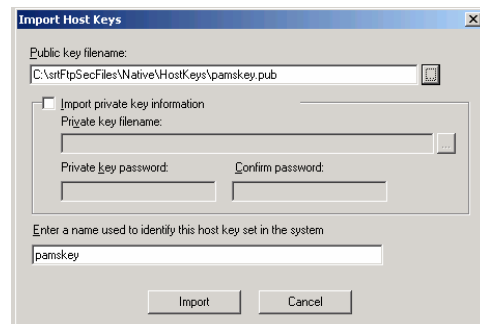 Import Host Keys
Public key filename:
C:\srtFtpSecFiles\Native\HostKeys\pamskey.pub
Import private key information
Private key filename:
...
Private key password: Confirm password:
Enter a name used to identify this host key set in the system
pamskey
Import Cancel